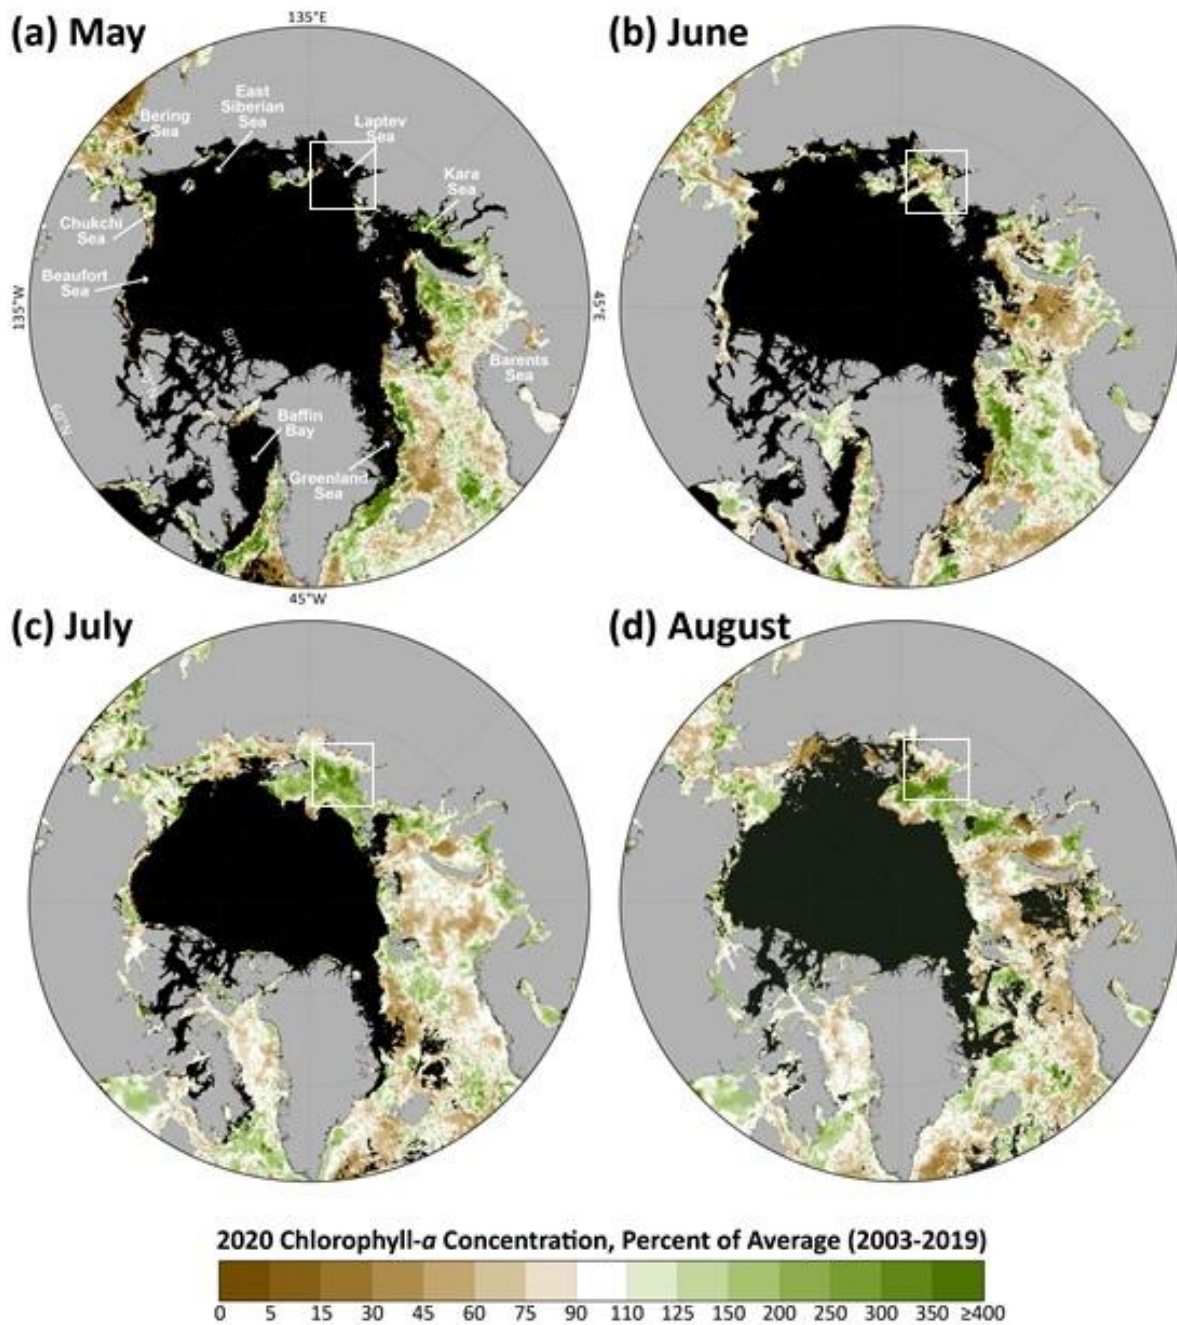 (a) May
135°E
(b) June
East
Siberian
Sea
Bering
Sea
Laptev
Sea
Kara
Sea
Chukchi
Sea
Beaufort
Sea
135°W
45°E
80°N
Barents
Sea
60°N
Baffin
Bay
Greenland
Sea
45°W
(c) July
(d) August
2020 Chlorophyll-a Concentration, Percent of Average (2003-2019)
0 5 15 30 45 60 75 90 110 125 150 200 250 300 350 ≥400